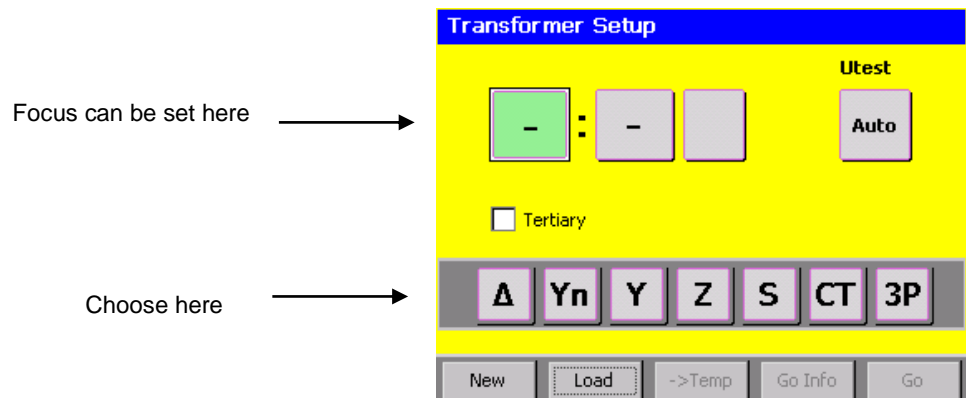 Transformer Setup
Utest
Focus can be set here
- : - Auto
Tertiary
Choose here
Δ Yn Y Z S CT 3P
New Load ->Temp Go Info Go